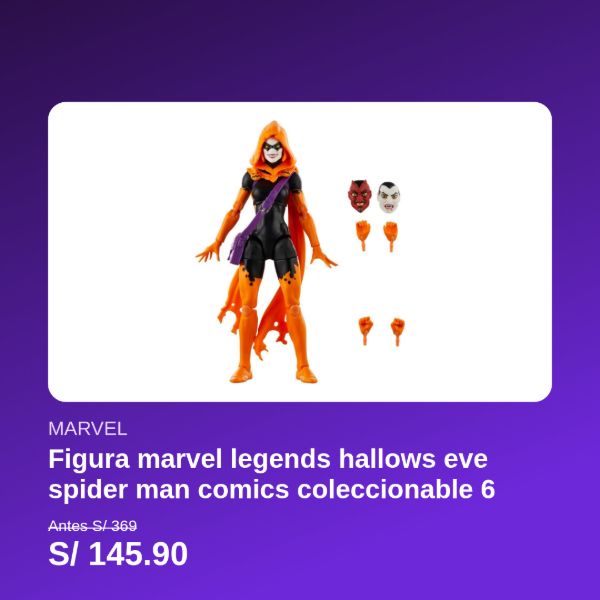 MARVEL
Figura marvel legends hallows eve
spider man comics coleccionable 6
Antes S/ 369
S/ 145.90